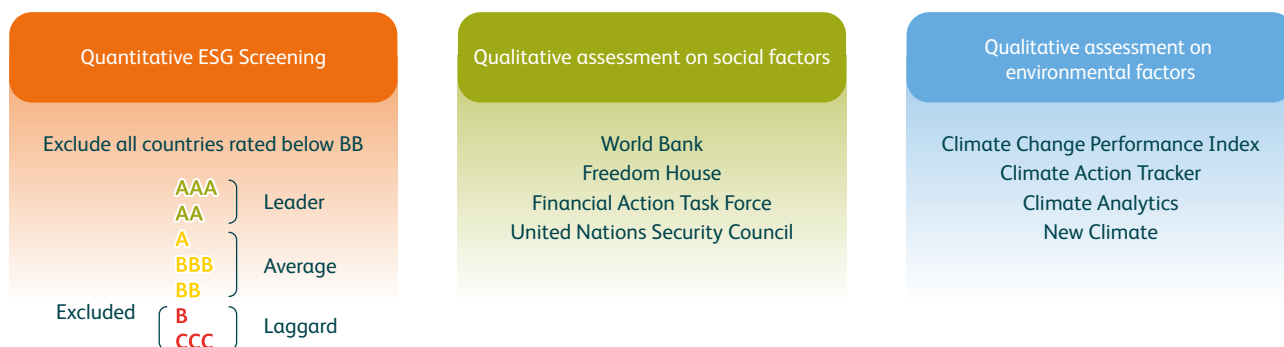 Quantitative ESG Screening
Exclude all countries rated below BB
AAA
AA
Leader
A
BBB
BB
Average
Excluded
B
CCC
Laggard
Qualitative assessment on social factors
World Bank
Freedom House
Financial Action Task Force
United Nations Security Council
Qualitative assessment on
environmental factors
Climate Change Performance Index
Climate Action Tracker
Climate Analytics
New Climate